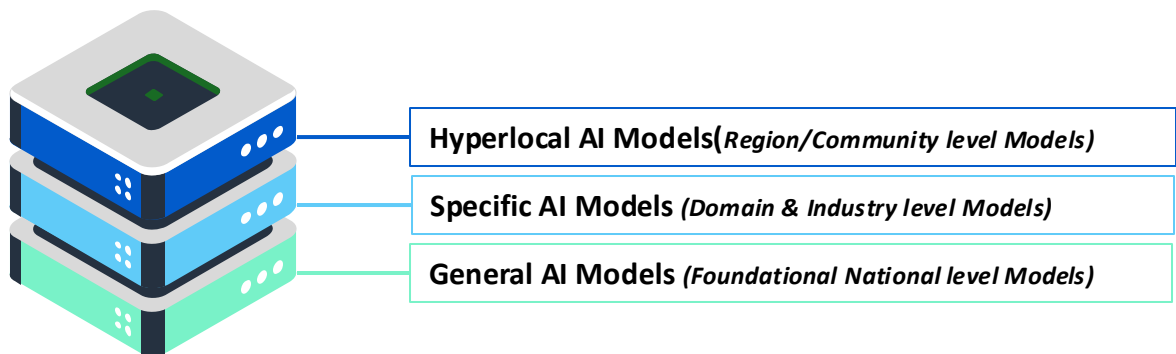 Hyperlocal AI Models(Region/Community level Models)
Specific AI Models (Domain & Industry level Models)
General AI Models (Foundational National level Models)